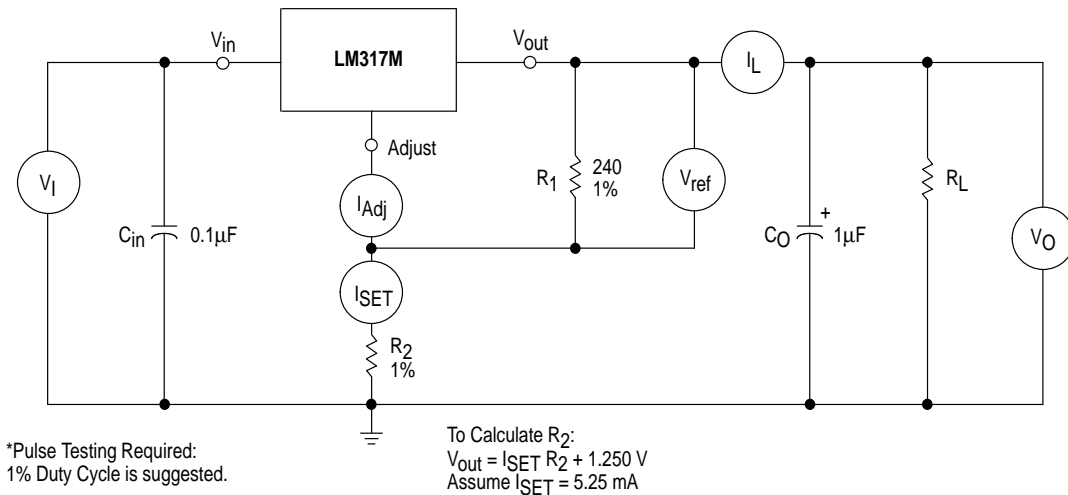 Vin
LM317M
Vout
IL
Adjust
VI
IAdj
R1
240
1%
Vref
RL
Cin
0.1µF
CO
+
1µF
VO
ISET
R2
1%
*Pulse Testing Required:
1% Duty Cycle is suggested.
To Calculate R2:
Vout = ISET R2 + 1.250 V
Assume ISET = 5.25 mA